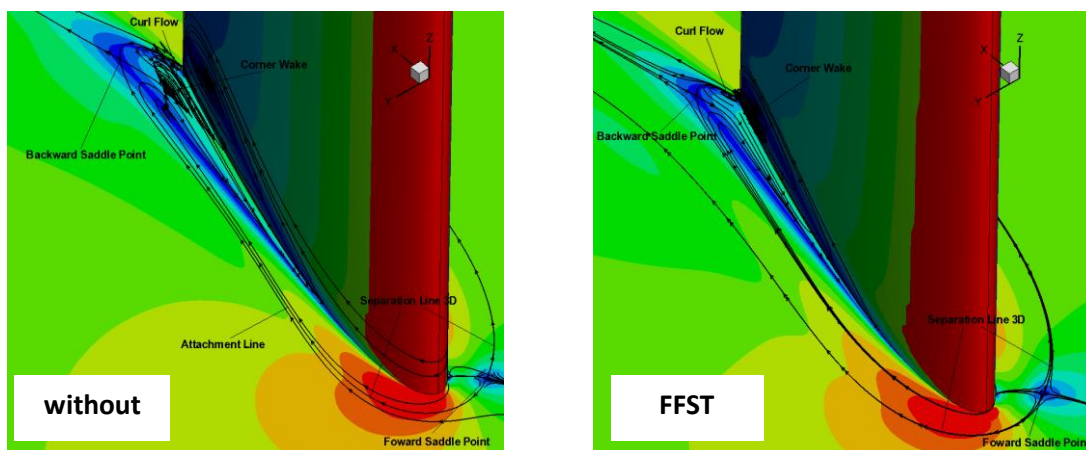 Curl Flow
X
Z
Corner Wake
Y
Backward Saddle Point
Separation Line 3D
Attachment Line
without
Foward Saddle Point
Curl Flow
Z
X
Corner Wake
Y
Backward Saddle Point
Separation Line 3D
FFST
Foward Saddle Point